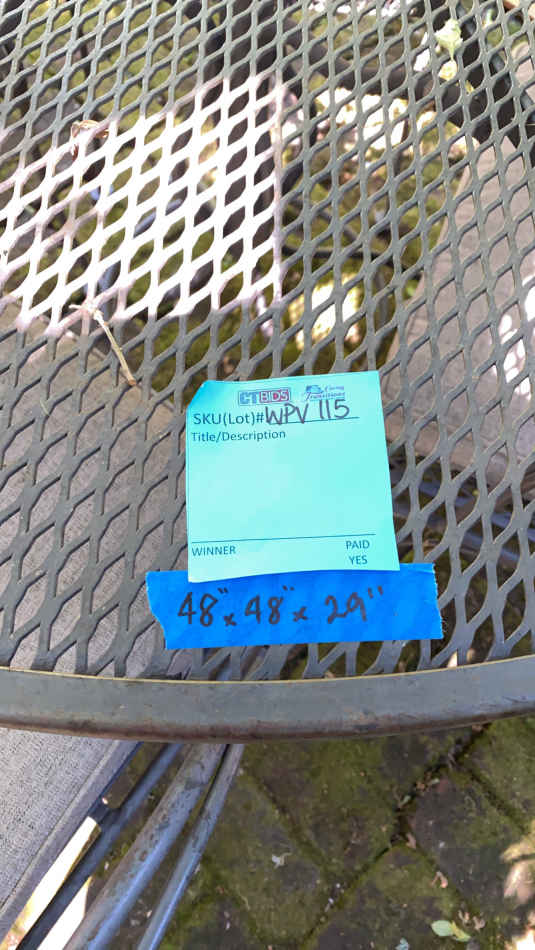 CTBIDS Caring Transitions
SKU(Lot)# WPV 115
Title/Description
WINNER PAID
YES
48" x 48" x 29"